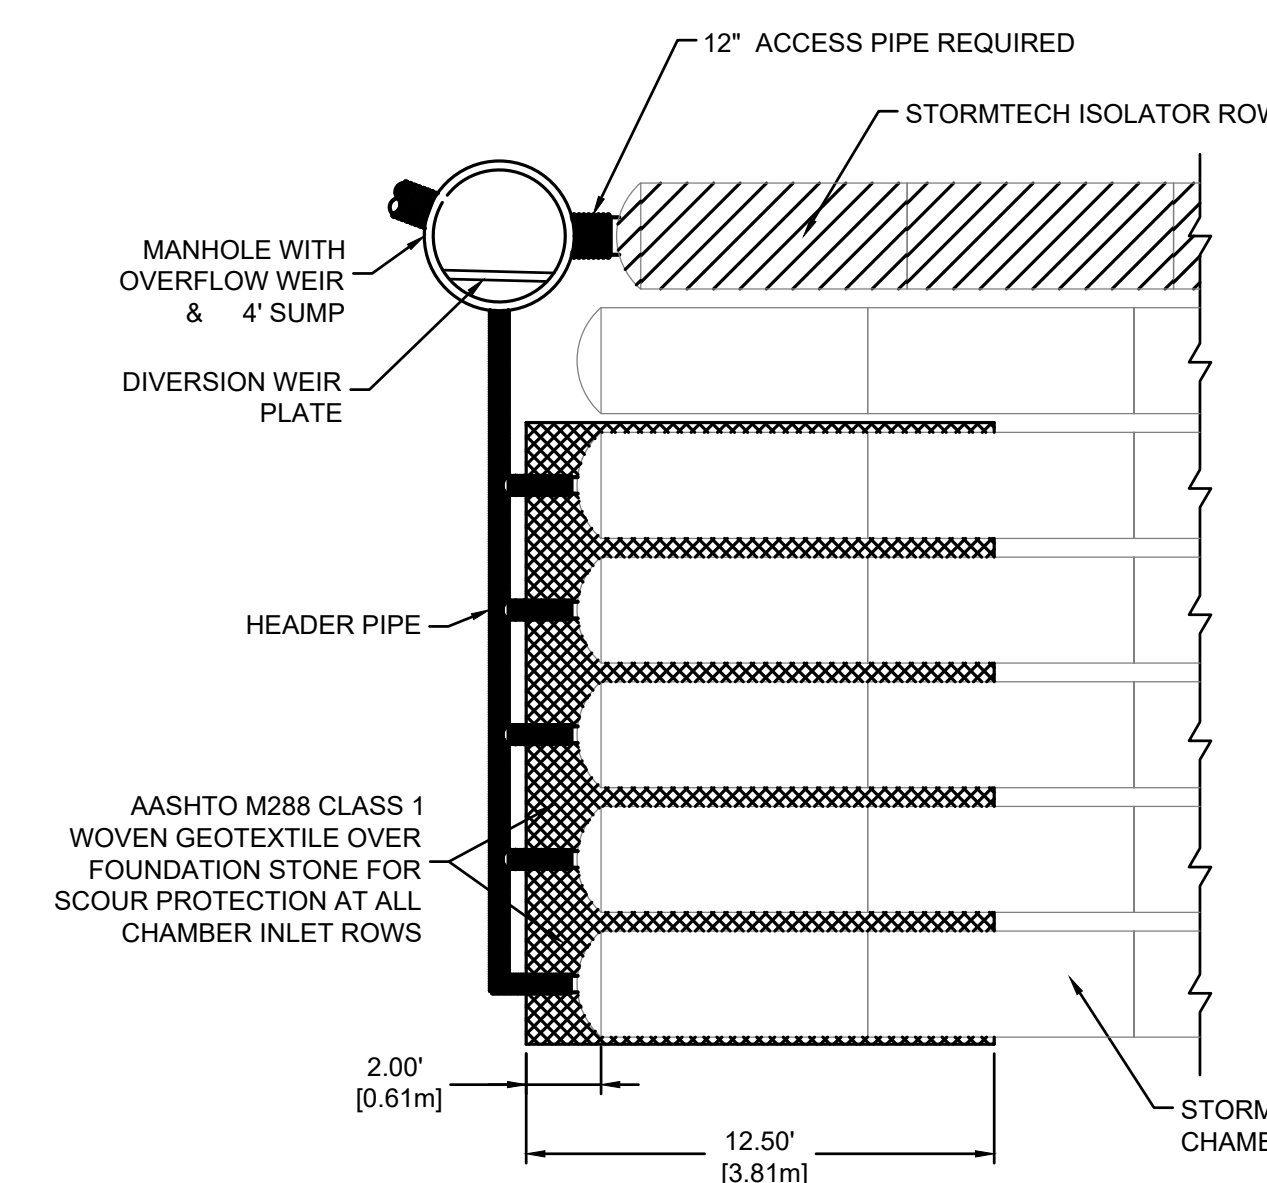 12" ACCESS PIPE REQUIRED
STORMTECH ISOLATOR
MANHOLE WITH
OVERFLOW WEIR
& 4' SUMP
DIVERSION WEIR
PLATE
HEADER PIPE
AASHTO M288 CLASS 1
WOVEN GEOTEXTILE OVER
FOUNDATION STONE FOR
SCOUR PROTECTION AT ALL
CHAMBER INLET ROWS
2.00'
[0.61m]
12.50'
[3.81m]